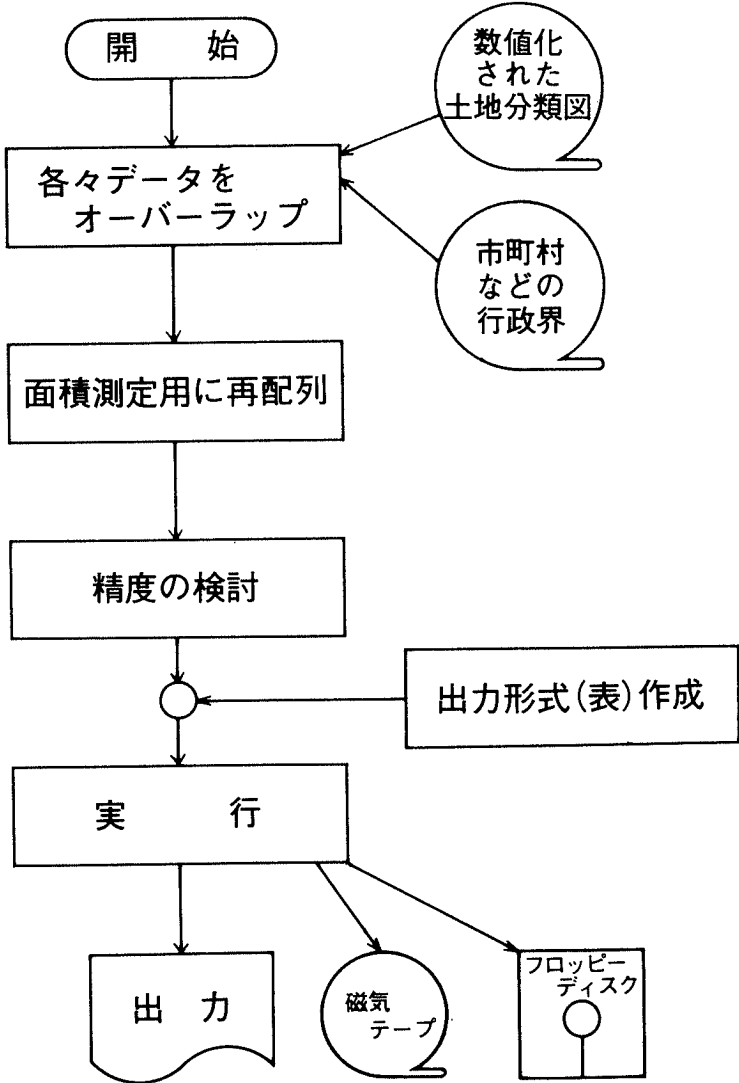 開　　始
数値化
された
土地分類図
各々データを
オーバーラップ
市町村
などの
行政界
面積測定用に再配列
精度の検討
出力形式(表)作成
実　　　行
出　力
磁気
テープ
フロッピー
ディスク